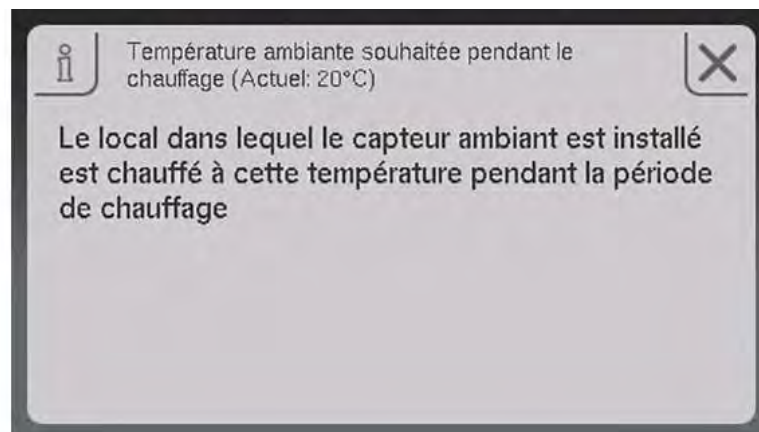 Température ambiante souhaitée pendant le
chauffage (Actuel: 20°C)
Le local dans lequel le capteur ambiant est installé
est chauffé à cette température pendant la période
de chauffage